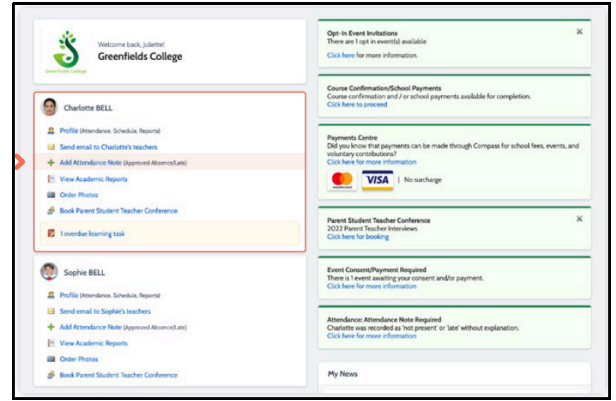 Welcome back, Juliette!
Greenfields College
Greenfields College
Charlotte BELL
Profile (Attendance, Schedule, Reports)
Send email to Charlotte's teachers
Add Attendance Note (Approved Absence/Late)
View Academic Reports
Order Photos
Book Parent Student Teacher Conference
1 overdue learning task
Sophie BELL
Profile (Attendance, Schedule, Reports)
Send email to Sophie's teachers
Add Attendance Note (Approved Absence/Late)
View Academic Reports
Order Photos
Book Parent Student Teacher Conference
Opt-in Event Invitations
There are 1 opt in event(s) available
Click here for more information.
Course Confirmation/School Payments
Course confirmation and / or school payments available for completion.
Click here to proceed
Payments Centre
Did you know that payments can be made through Compass for school fees, events, and
voluntary contributions?
Click here for more information
mastercard VISA | No surcharge
Parent Student Teacher Conference
2022 Parent Teacher Interviews
Click here for booking
Event Consent/Payment Required
There is 1 event awaiting your consent and/or payment.
Click here for more information
Attendance: Attendance Note Required
Charlotte was recorded as 'not present' or 'late' without explanation.
Click here for more information
My News